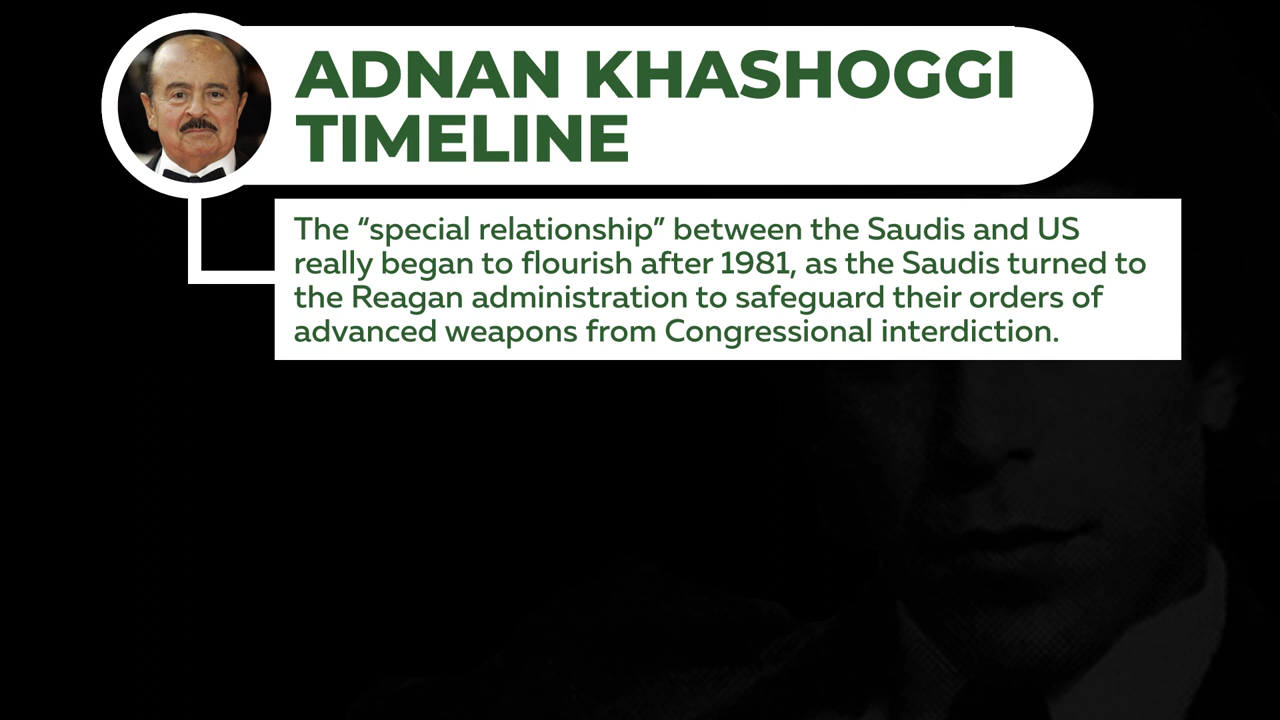 ADNAN KHASHOGGI
TIMELINE
The “special relationship” between the Saudis and US
really began to flourish after 1981, as the Saudis turned to
the Reagan administration to safeguard their orders of
advanced weapons from Congressional interdiction.